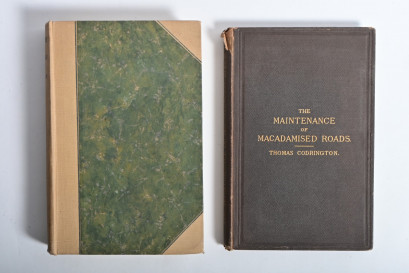 THE
MAINTENANCE
OF
MACADAMISED ROADS.
THOMAS CODRINGTON.